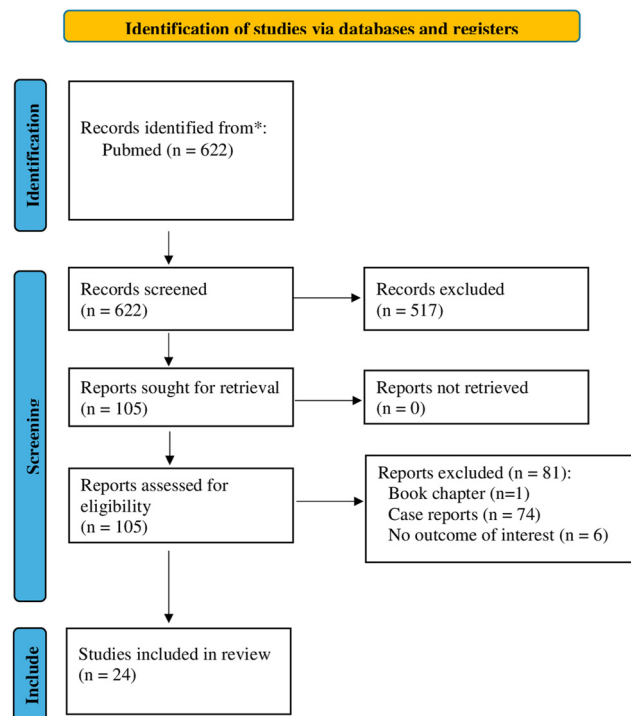 Identification of studies via databases and registers
Identification
Records identified from*:
Pubmed (n = 622)
Screening
Records screened
(n = 622)
Records excluded
(n = 517)
Reports sought for retrieval
(n = 105)
Reports not retrieved
(n = 0)
Reports assessed for
eligibility
(n = 105)
Reports excluded (n = 81):
Book chapter (n=1)
Case reports (n = 74)
No outcome of interest (n = 6)
Include
Studies included in review
(n = 24)